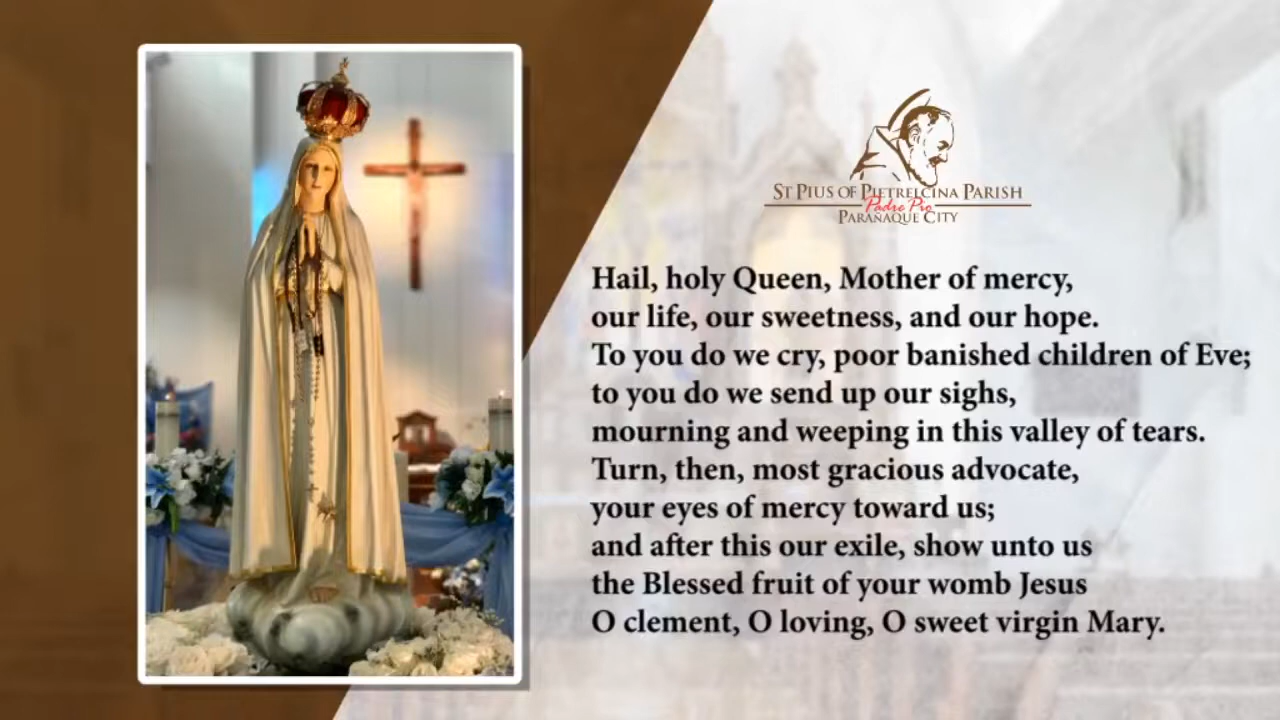 ST PIUS OF PIETRELCINA PARISH
Padre Pio
PARAÑAQUE CITY
Hail, holy Queen, Mother of mercy,
our life, our sweetness, and our hope.
To you do we cry, poor banished children of Eve;
to you do we send up our sighs,
mourning and weeping in this valley of tears.
Turn, then, most gracious advocate,
your eyes of mercy toward us;
and after this our exile, show unto us
the Blessed fruit of your womb Jesus
O clement, O loving, O sweet virgin Mary.